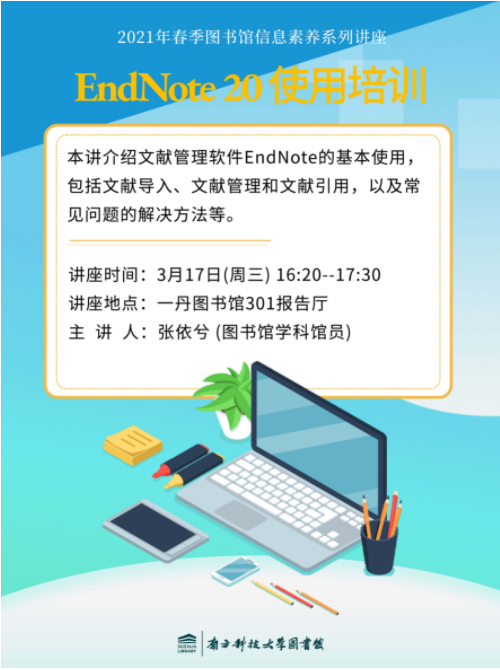 2021年春季图书馆信息素养系列讲座
EndNote 20 使用培训
本讲介绍文献管理软件EndNote的基本使用，
包括文献导入、文献管理和文献引用，以及常
见问题的解决方法等。
讲座时间：3月17日(周三) 16:20--17:30
讲座地点：一丹图书馆301报告厅
主 讲 人：张依兮 (图书馆学科馆员)
SUSTech
LIBRARY
南方科技大学图书馆